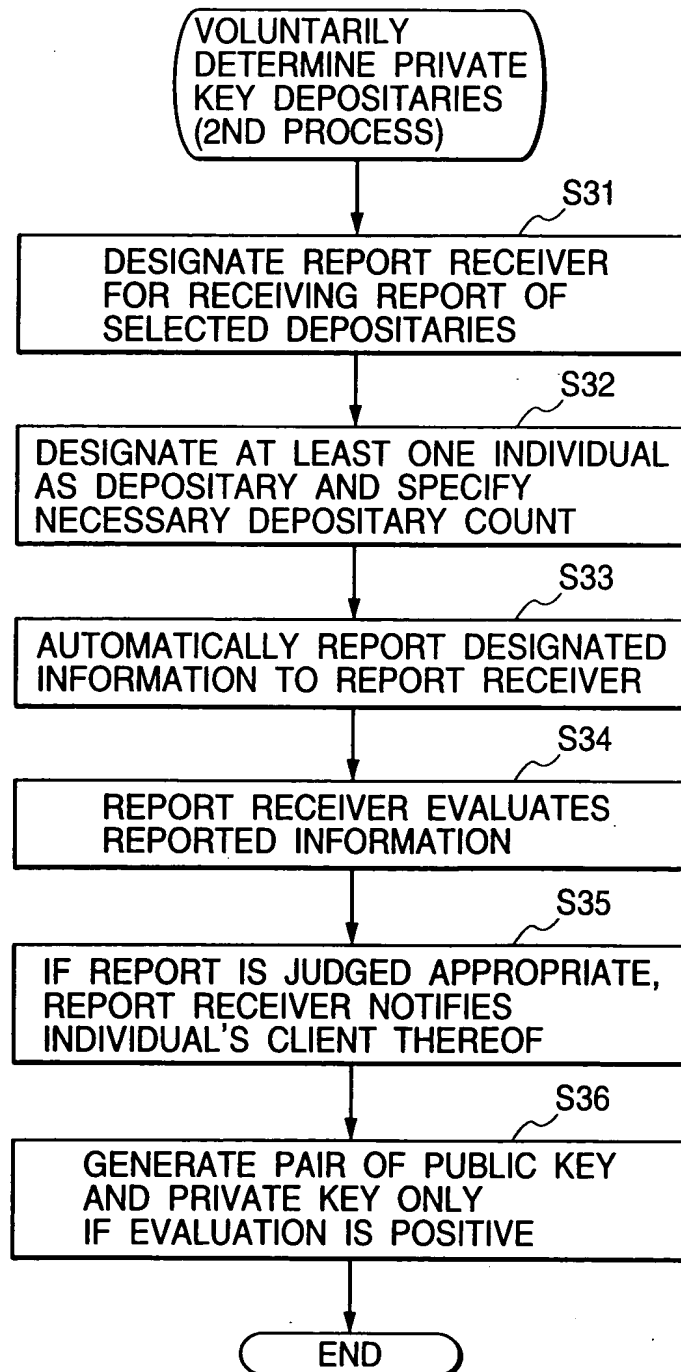 VOLUNTARILY
DETERMINE PRIVATE
KEY DEPOSITARIES
(2ND PROCESS)
S31
DESIGNATE REPORT RECEIVER
FOR RECEIVING REPORT OF
SELECTED DEPOSITARIES
S32
DESIGNATE AT LEAST ONE INDIVIDUAL
AS DEPOSITARY AND SPECIFY
NECESSARY DEPOSITARY COUNT
S33
AUTOMATICALLY REPORT DESIGNATED
INFORMATION TO REPORT RECEIVER
S34
REPORT RECEIVER EVALUATES
REPORTED INFORMATION
S35
IF REPORT IS JUDGED APPROPRIATE,
REPORT RECEIVER NOTIFIES
INDIVIDUAL'S CLIENT THEREOF
S36
GENERATE PAIR OF PUBLIC KEY
AND PRIVATE KEY ONLY
IF EVALUATION IS POSITIVE
END